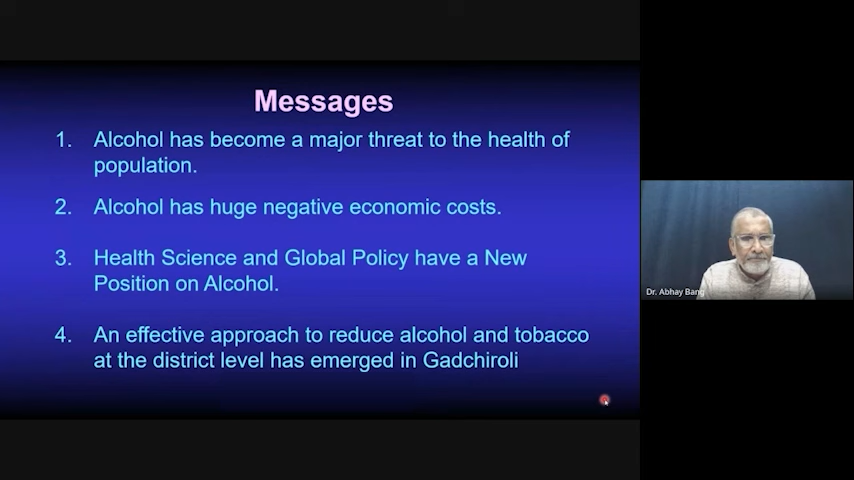 Messages
1. Alcohol has become a major threat to the health of
population.
2. Alcohol has huge negative economic costs.
3. Health Science and Global Policy have a New
Position on Alcohol.
4. An effective approach to reduce alcohol and tobacco
at the district level has emerged in Gadchiroli
Dr. Abhay Bang